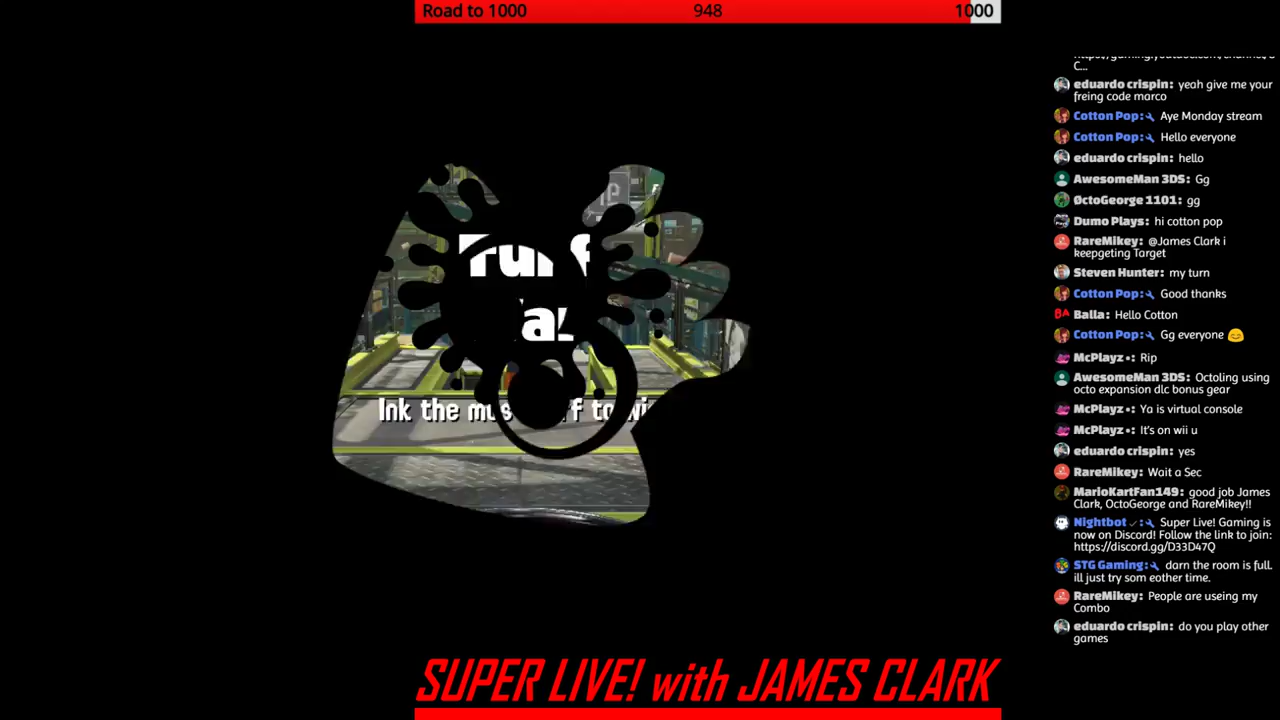 Road to 1000 948 1000
C...
eduardo crispin: yeah give me your
freing code marco
Cotton Pop: Aye Monday stream
Cotton Pop: Hello everyone
eduardo crispin: hello
AwesomeMan 3DS: Gg
ØctoGeorge 1101: gg
Dumo Plays: hi cotton pop
RareMikey: @James Clark i
keepgeting Target
Steven Hunter: my turn
Cotton Pop: Good thanks
BA Balla: Hello Cotton
Cotton Pop: Gg everyone 😊
McPlayz •: Rip
AwesomeMan 3DS: Octoling using
octo expansion dlc bonus gear
McPlayz •: Ya is virtual console
McPlayz •: It's on wii u
eduardo crispin: yes
RareMikey: Wait a Sec
MarioKartFan149: good job James
Clark, OctoGeorge and RareMikey!!
Nightbot ✓: Super Live! Gaming is
now on Discord! Follow the link to join:
https://discord.gg/D33D47Q
STG Gaming: darn the room is full.
ill just try som eother time.
RareMikey: People are useing my
Combo
eduardo crispin: do you play other
games
Ink the
SUPER LIVE! with JAMES CLARK